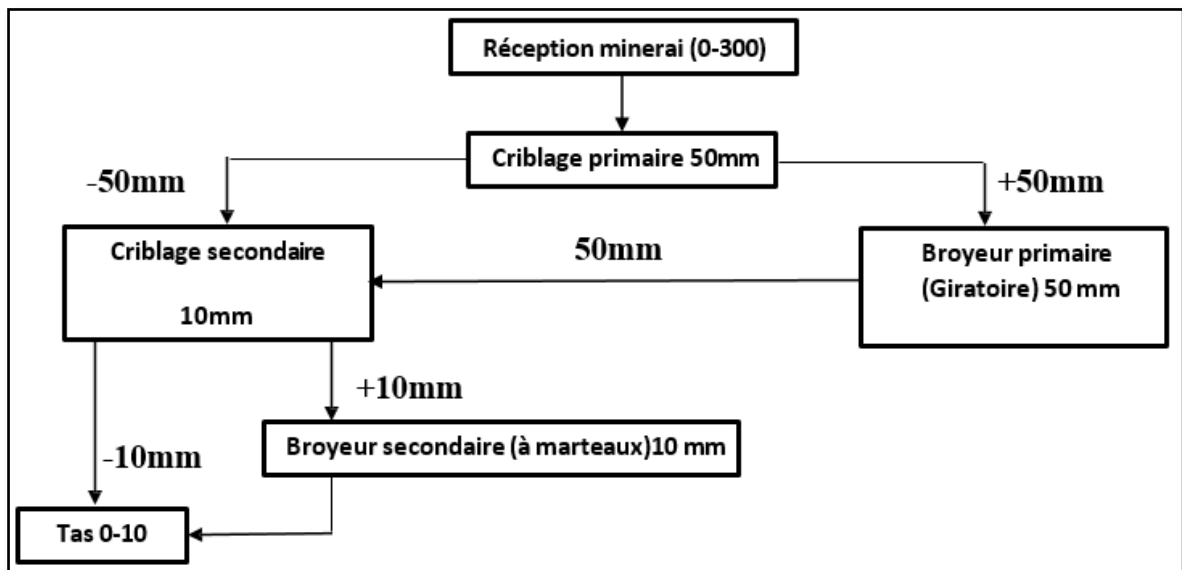 Réception minerai (0-300)
Criblage primaire 50mm
-50mm
+50mm
Criblage secondaire
10mm
50mm
Broyeur primaire
(Giratoire) 50 mm
+10mm
Broyeur secondaire (à marteaux)10 mm
-10mm
Tas 0-10